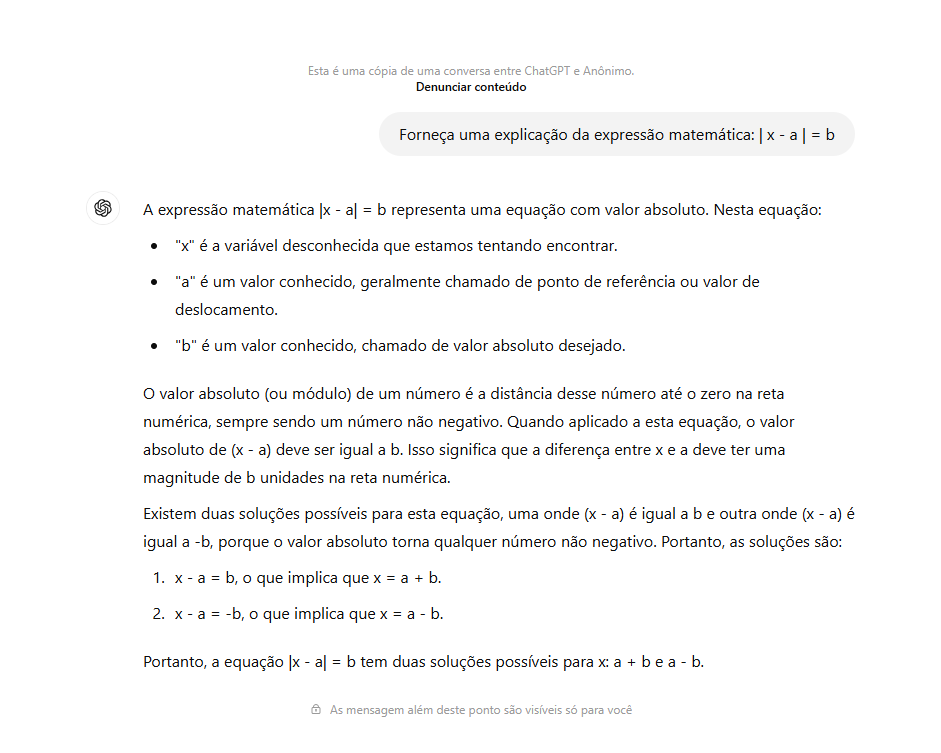 Esta é uma cópia de uma conversa entre ChatGPT e Anônimo.
Denunciar conteúdo
Forneça uma explicação da expressão matemática: | x - a | = b
A expressão matemática |x - a| = b representa uma equação com valor absoluto. Nesta equação:
• "x" é a variável desconhecida que estamos tentando encontrar.
• "a" é um valor conhecido, geralmente chamado de ponto de referência ou valor de
deslocamento.
• "b" é um valor conhecido, chamado de valor absoluto desejado.
O valor absoluto (ou módulo) de um número é a distância desse número até o zero na reta
numérica, sempre sendo um número não negativo. Quando aplicado a esta equação, o valor
absoluto de (x - a) deve ser igual a b. Isso significa que a diferença entre x e a deve ter uma
magnitude de b unidades na reta numérica.
Existem duas soluções possíveis para esta equação, uma onde (x - a) é igual a b e outra onde (x - a) é
igual a -b, porque o valor absoluto torna qualquer número não negativo. Portanto, as soluções são:
1. x - a = b, o que implica que x = a + b.
2. x - a = -b, o que implica que x = a - b.
Portanto, a equação |x - a| = b tem duas soluções possíveis para x: a + b e a - b.
As mensagem além deste ponto são visíveis só para você